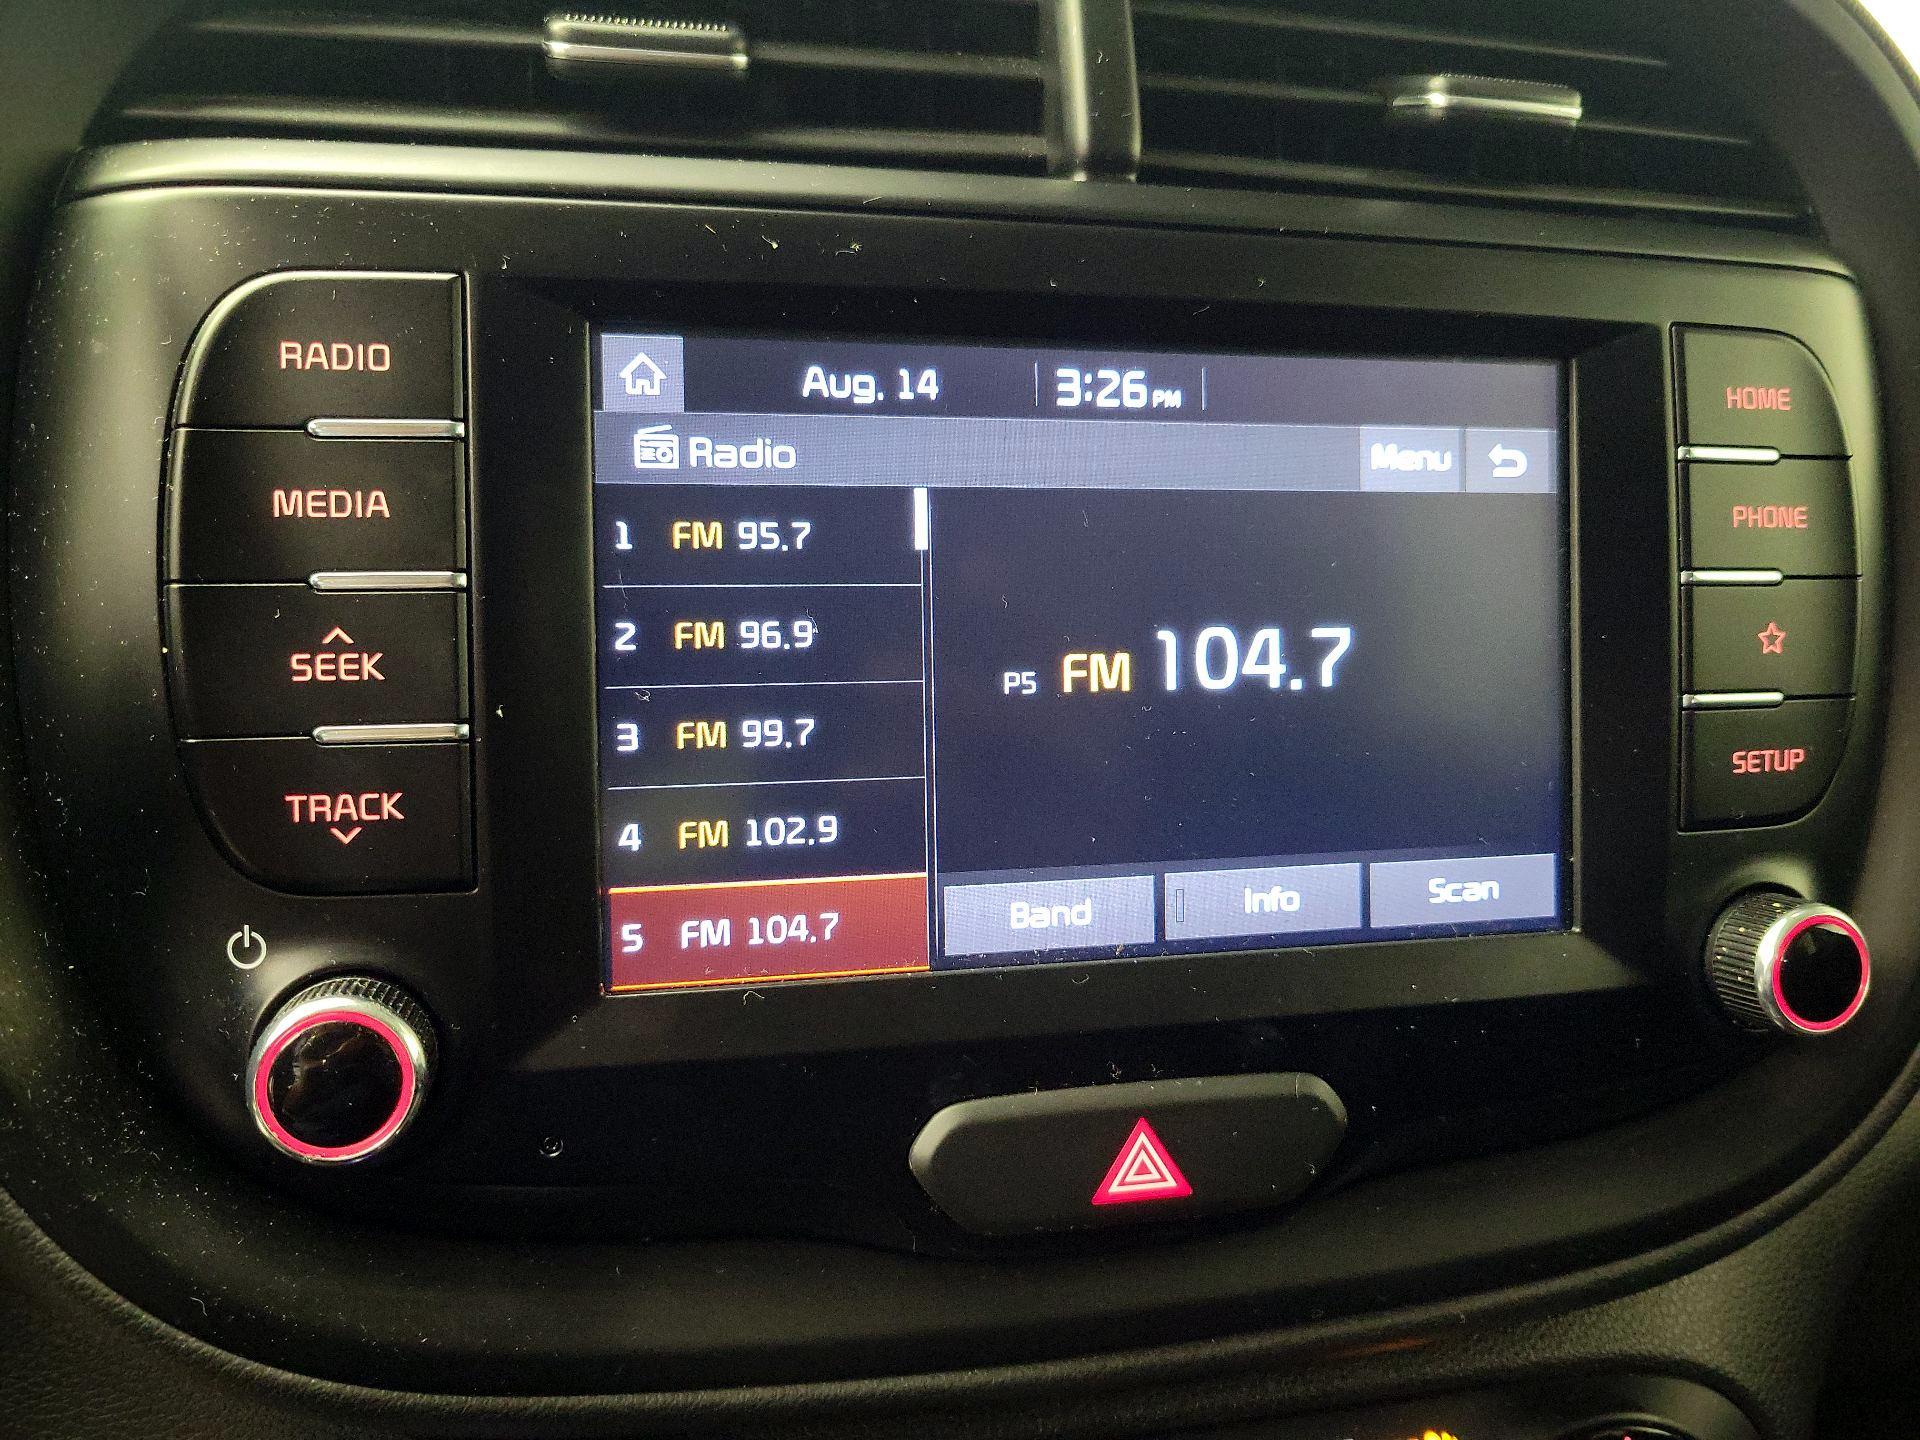 RADIO
MEDIA
SEEK
TRACK
Aug. 14 3:26 PM
Radio
Menu
1 FM 95.7
2 FM 96.9
3 FM 99.7
4 FM 102.9
5 FM 104.7
P5 FM 104.7
Band Info Scan
HOME
PHONE
SETUP